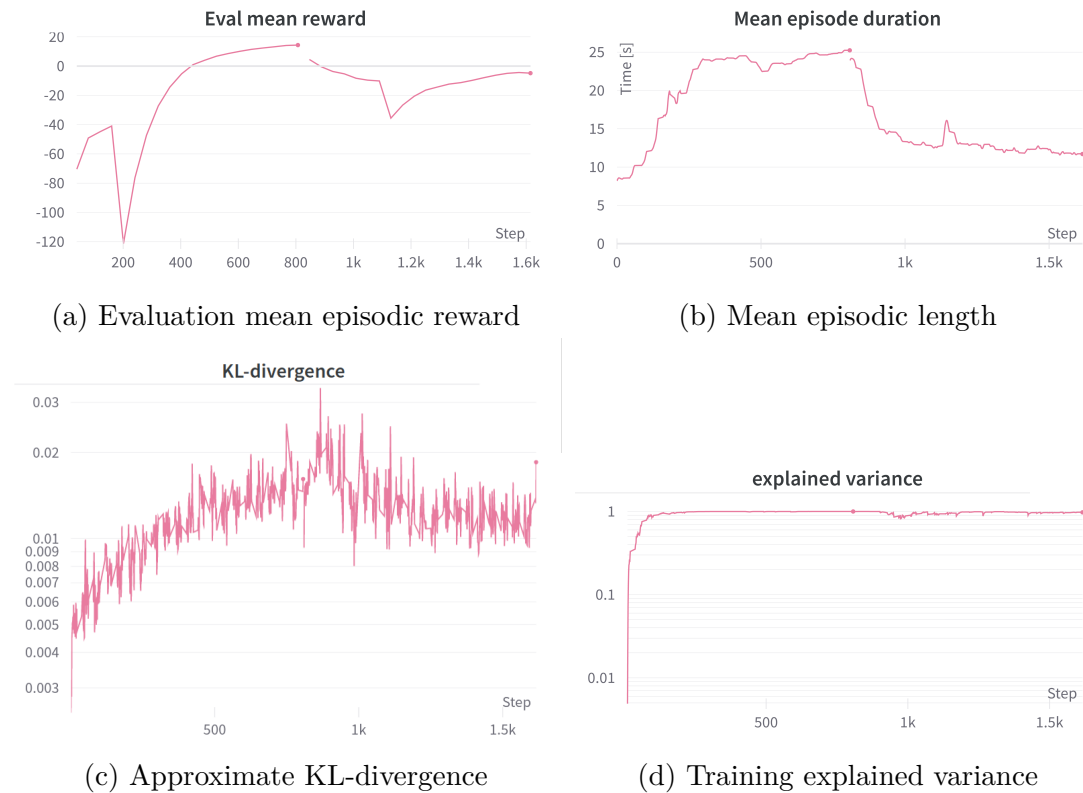 Eval mean reward
20
0
-20
-40
-60
-80
-100
-120
Step
200 400 600 800 1k 1.2k 1.4k 1.6k
(a) Evaluation mean episodic reward
Mean episode duration
Time [s]
25
20
15
10
5
0
Step
0 500 1k 1.5k
(b) Mean episodic length
KL-divergence
0.03
0.02
0.01
0.009
0.008
0.007
0.006
0.005
0.004
0.003
Step
500 1k 1.5k
(c) Approximate KL-divergence
explained variance
1
0.1
0.01
Step
500 1k 1.5k
(d) Training explained variance